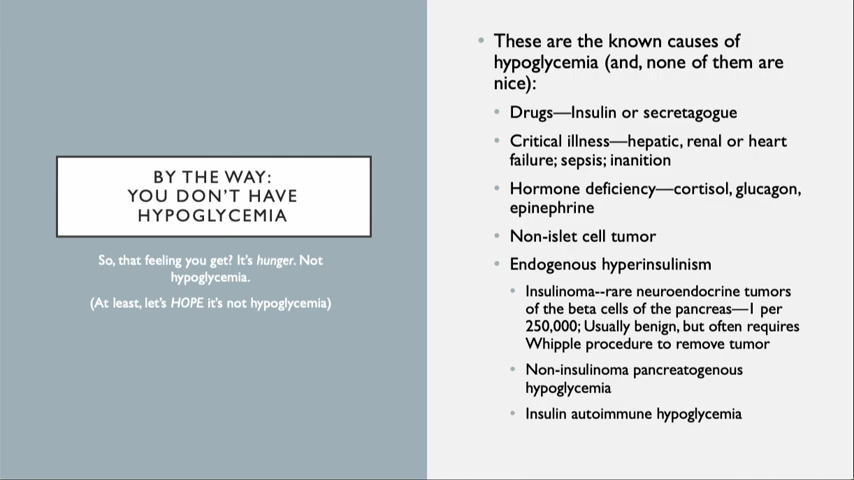 BY THE WAY:
YOU DON'T HAVE
HYPOGLYCEMIA
So, that feeling you get? It's hunger. Not
hypoglycemia.
(At least, let's HOPE it's not hypoglycemia)
• These are the known causes of
hypoglycemia (and, none of them are
nice):
• Drugs—Insulin or secretagogue
• Critical illness—hepatic, renal or heart
failure; sepsis; inanition
• Hormone deficiency—cortisol, glucagon,
epinephrine
• Non-islet cell tumor
• Endogenous hyperinsulinism
• Insulinoma--rare neuroendocrine tumors
of the beta cells of the pancreas—1 per
250,000; Usually benign, but often requires
Whipple procedure to remove tumor
• Non-insulinoma pancreatogenous
hypoglycemia
• Insulin autoimmune hypoglycemia